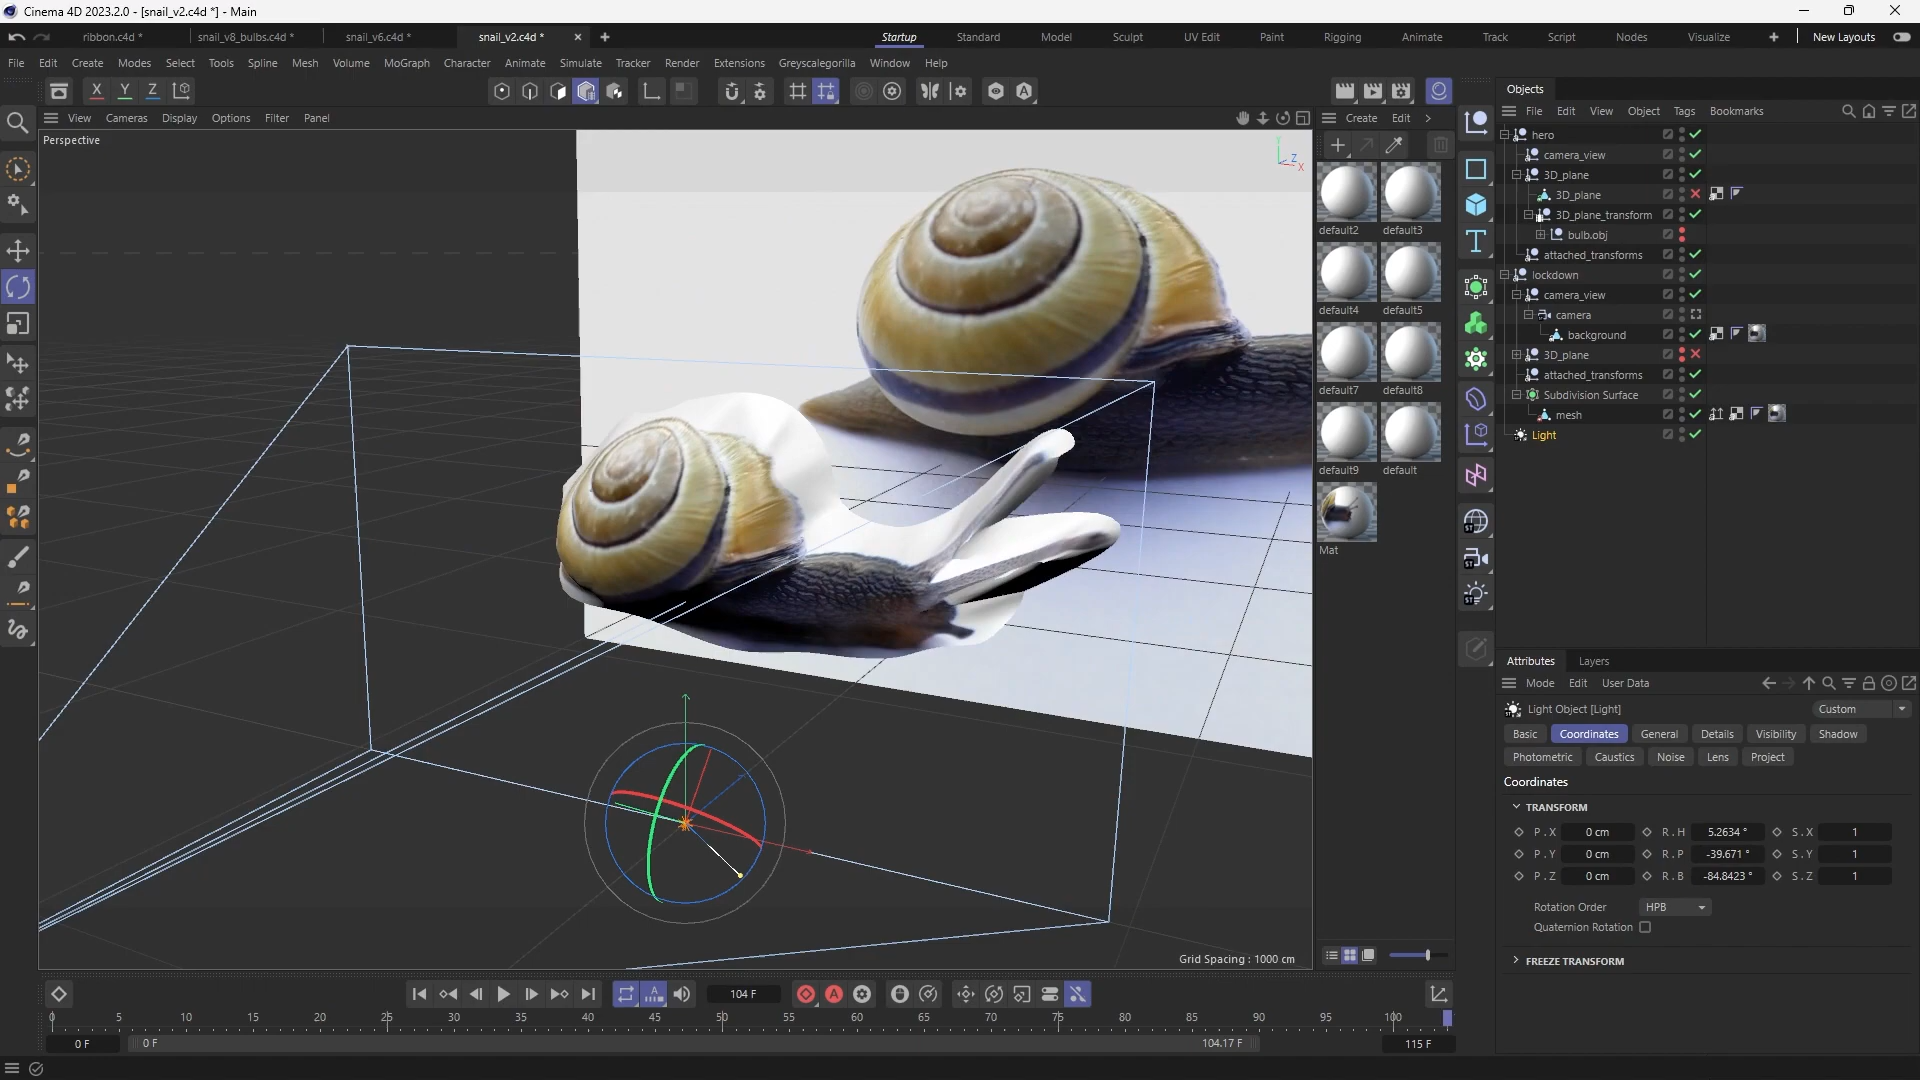 Cinema 4D 2023.2.0 - [snail_v2.c4d *] - Main
ribbon.c4d * snail_v8_bulbs.c4d * snail_v6.c4d * snail_v2.c4d * Startup Standard Model Sculpt UV Edit Paint Rigging Animate Track Script Nodes Visualize New Layouts
File Edit Create Modes Select Tools Spline Mesh Volume MoGraph Character Animate Simulate Tracker Render Extensions Greyscalegorilla Window Help
X Y Z
View Cameras Display Options Filter Panel
Perspective
Y Z X
Grid Spacing : 1000 cm
Create Edit
default2 default3
default4 default5
default7 default8
default9 default
Mat
Objects
File Edit View Object Tags Bookmarks
hero
camera_view
3D_plane
3D_plane
3D_plane_transform
bulb.obj
attached_transforms
lockdown
camera_view
camera
background
3D_plane
attached_transforms
Subdivision Surface
mesh
Light
Attributes Layers
Mode Edit User Data
Light Object [Light] Custom
Basic Coordinates General Details Visibility Shadow
Photometric Caustics Noise Lens Project
Coordinates
TRANSFORM
P . X 0 cm R . H 5.2634 ° S . X 1
P . Y 0 cm R . P -39.671 ° S . Y 1
P . Z 0 cm R . B -84.8423 ° S . Z 1
Rotation Order HPB
Quaternion Rotation
FREEZE TRANSFORM
104 F
0 5 10 15 20 25 30 35 40 45 50 55 60 65 70 75 80 85 90 95 100
0 F 0 F 104.17 F 115 F